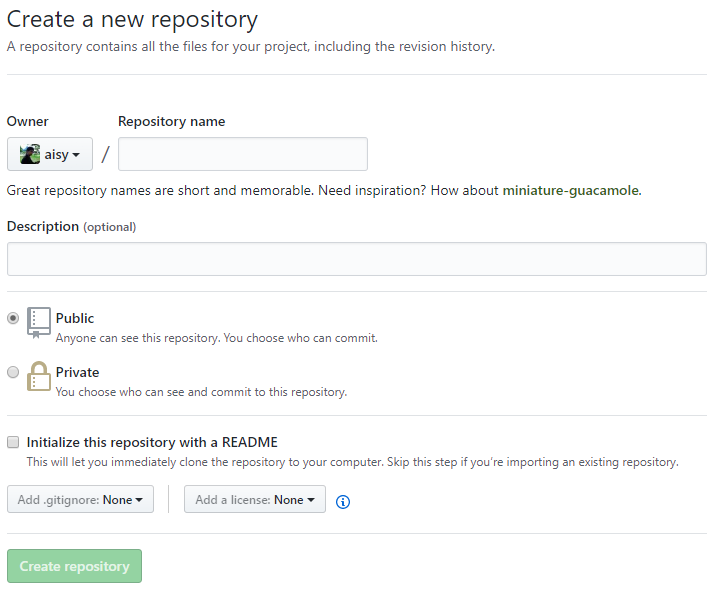 Create a new repository
A repository contains all the files for your project, including the revision history.
Owner Repository name
aisy /
Great repository names are short and memorable. Need inspiration? How about miniature-guacamole.
Description (optional)
Public
Anyone can see this repository. You choose who can commit.
Private
You choose who can see and commit to this repository.
Initialize this repository with a README
This will let you immediately clone the repository to your computer. Skip this step if you’re importing an existing repository.
Add .gitignore: None Add a license: None
Create repository